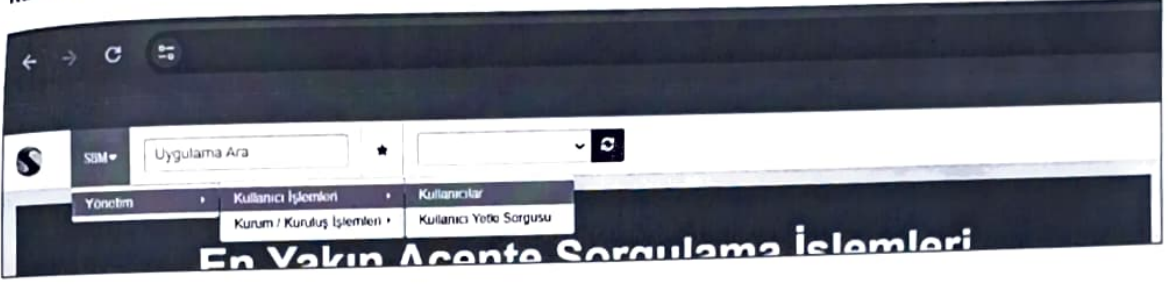 SBM
Uygulama Ara
Yönetim
Kullanıcı İşlemleri
Kullanıcılar
Kurum / Kuruluş İşlemleri
Kullanıcı Yetki Sorgusu
En Yakın Acente Sorgulama İşlemleri